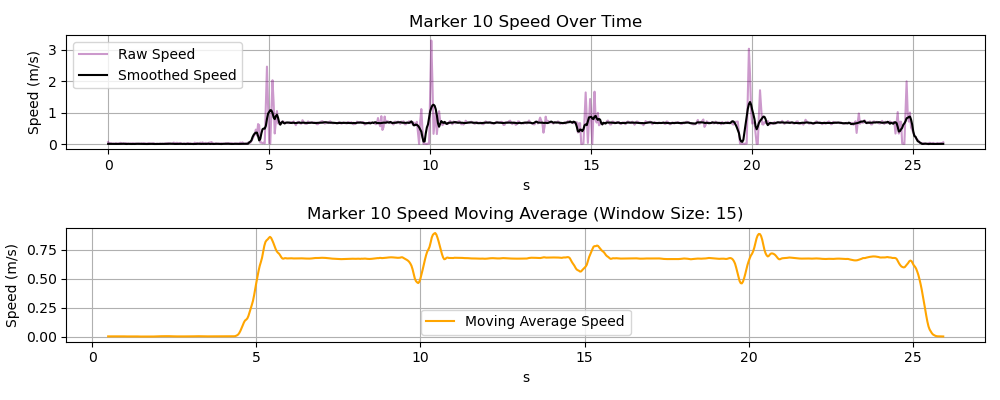 Marker 10 Speed Over Time
Speed (m/s)
3
2
1
0
Raw Speed
Smoothed Speed
0 5 10 15 20 25
s
Marker 10 Speed Moving Average (Window Size: 15)
Speed (m/s)
0.75
0.50
0.25
0.00
Moving Average Speed
0 5 10 15 20 25
s